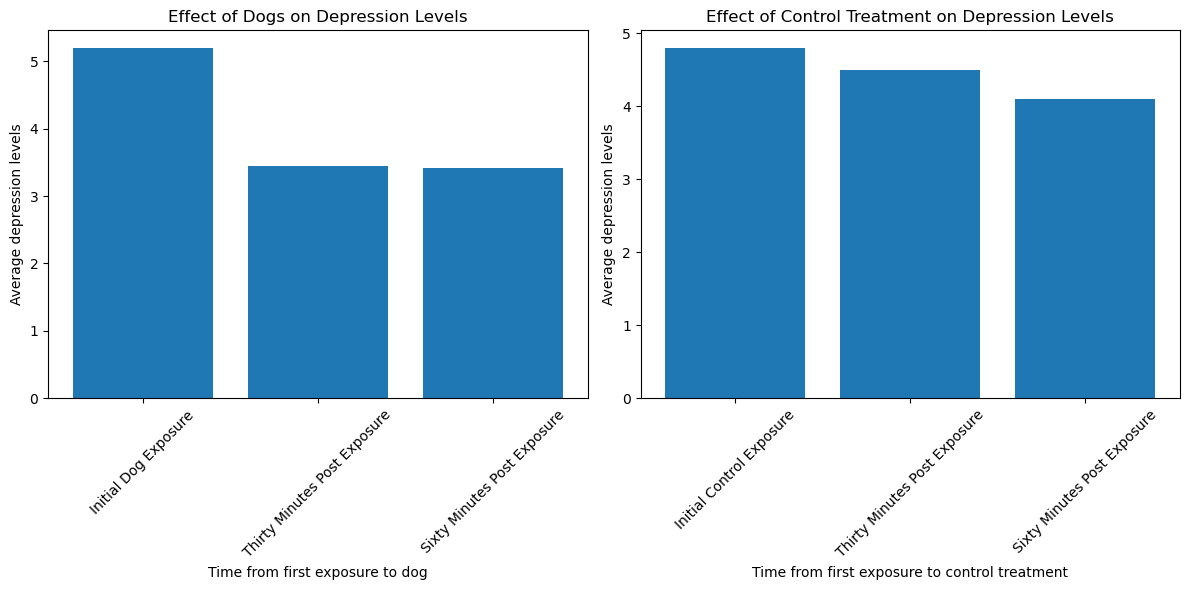 Effect of Dogs on Depression Levels
Average depression levels
5
4
3
2
1
0
Initial Dog Exposure
Thirty Minutes Post Exposure
Sixty Minutes Post Exposure
Time from first exposure to dog
Effect of Control Treatment on Depression Levels
Average depression levels
5
4
3
2
1
0
Initial Control Exposure
Thirty Minutes Post Exposure
Sixty Minutes Post Exposure
Time from first exposure to control treatment